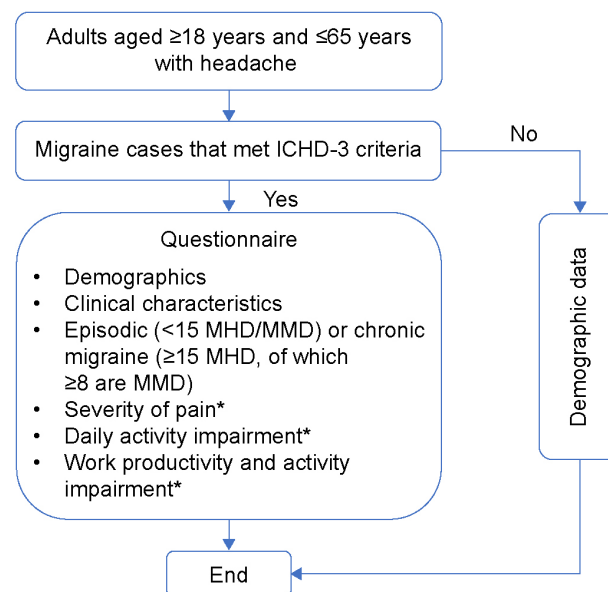 Adults aged ≥18 years and ≤65 years
with headache
Migraine cases that met ICHD-3 criteria
No
Yes
Questionnaire
• Demographics
• Clinical characteristics
• Episodic (<15 MHD/MMD) or chronic
migraine (≥15 MHD, of which
≥8 are MMD)
• Severity of pain*
• Daily activity impairment*
• Work productivity and activity
impairment*
Demographic data
End